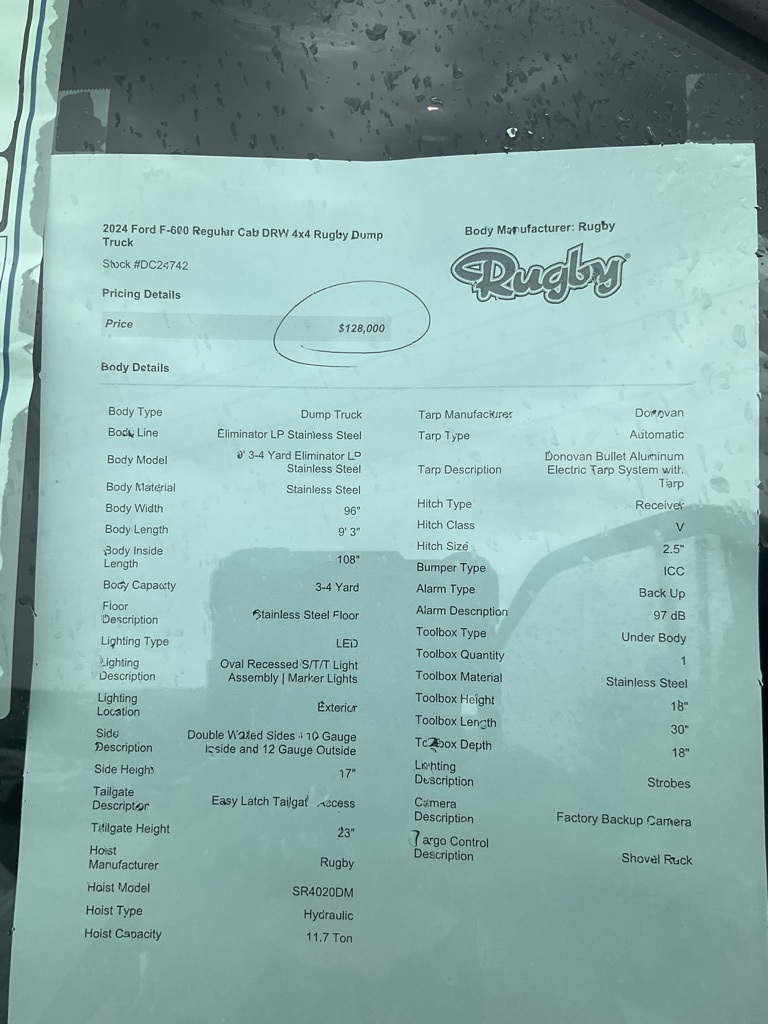 2024 Ford F-600 Regular Cab DRW 4x4 Rugby Dump
Truck
Stock #DC24742
Body Manufacturer: Rugby
Rugby®
Pricing Details
Price $128,000
Body Details
Body Type Dump Truck
Body Line Eliminator LP Stainless Steel
Body Model 9' 3-4 Yard Eliminator LP
Stainless Steel
Body Material Stainless Steel
Body Width 96"
Body Length 9' 3"
Body Inside
Length 108"
Body Capacity 3-4 Yard
Floor
Description Stainless Steel Floor
Lighting Type LED
Lighting
Description Oval Recessed S/T/T Light
Assembly | Marker Lights
Lighting
Location Exterior
Side
Description Double Walled Sides - 10 Gauge
Inside and 12 Gauge Outside
Side Height 17"
Tailgate
Description Easy Latch Tailgate Access
Tailgate Height 23"
Hoist
Manufacturer Rugby
Hoist Model SR4020DM
Hoist Type Hydraulic
Hoist Capacity 11.7 Ton
Tarp Manufacturer Donovan
Tarp Type Automatic
Tarp Description Donovan Bullet Aluminum
Electric Tarp System with
Tarp
Hitch Type Receiver
Hitch Class V
Hitch Size 2.5"
Bumper Type ICC
Alarm Type Back Up
Alarm Description 97 dB
Toolbox Type Under Body
Toolbox Quantity 1
Toolbox Material Stainless Steel
Toolbox Height 18"
Toolbox Length 30"
Toolbox Depth 18"
Lighting
Description Strobes
Camera
Description Factory Backup Camera
Cargo Control
Description Shovel Rack